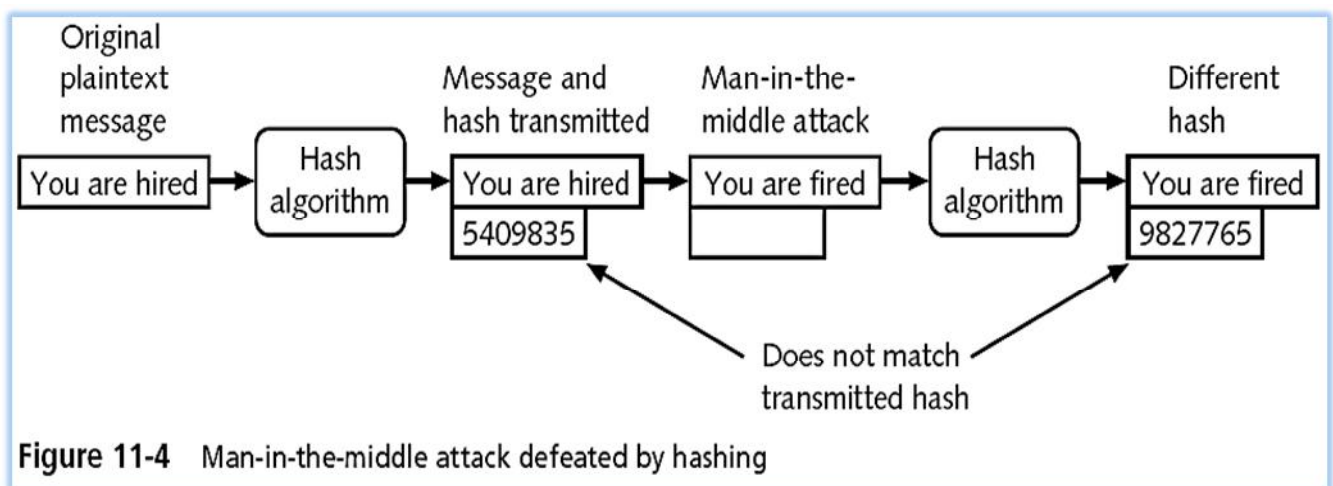 Original
plaintext
message
You are hired
Hash
algorithm
Message and
hash transmitted
You are hired
5409835
Man-in-the-
middle attack
You are fired
Hash
algorithm
Different
hash
You are fired
9827765
Does not match
transmitted hash
Figure 11-4 Man-in-the-middle attack defeated by hashing